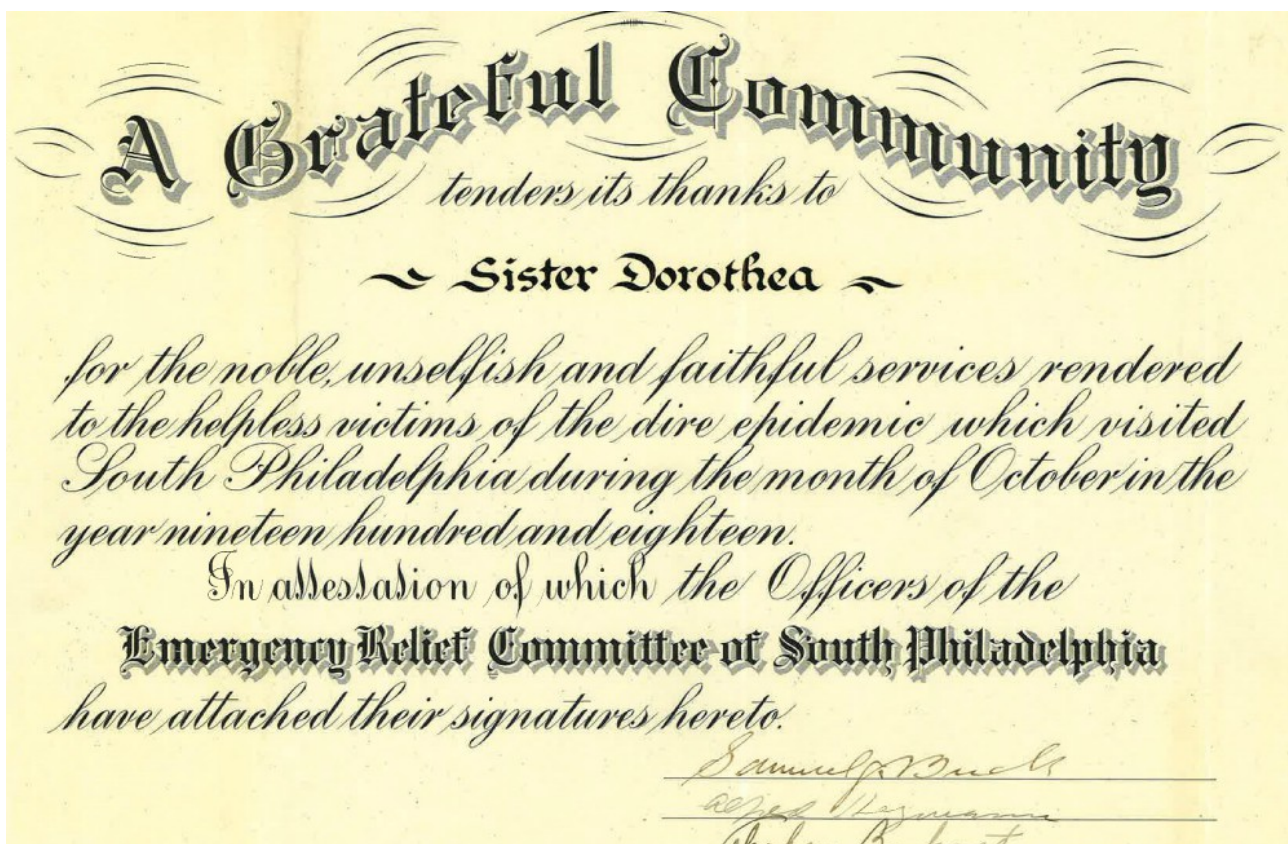 A Grateful Community
tenders its thanks to
~ Sister Dorothea ~
for the noble, unselfish and faithful services rendered
to the helpless victims of the dire epidemic which visited
South Philadelphia during the month of October in the
year nineteen hundred and eighteen.
In attestation of which the Officers of the
Emergency Relief Committee of South Philadelphia
have attached their signatures hereto.
Samuel J. Buck
Alfred